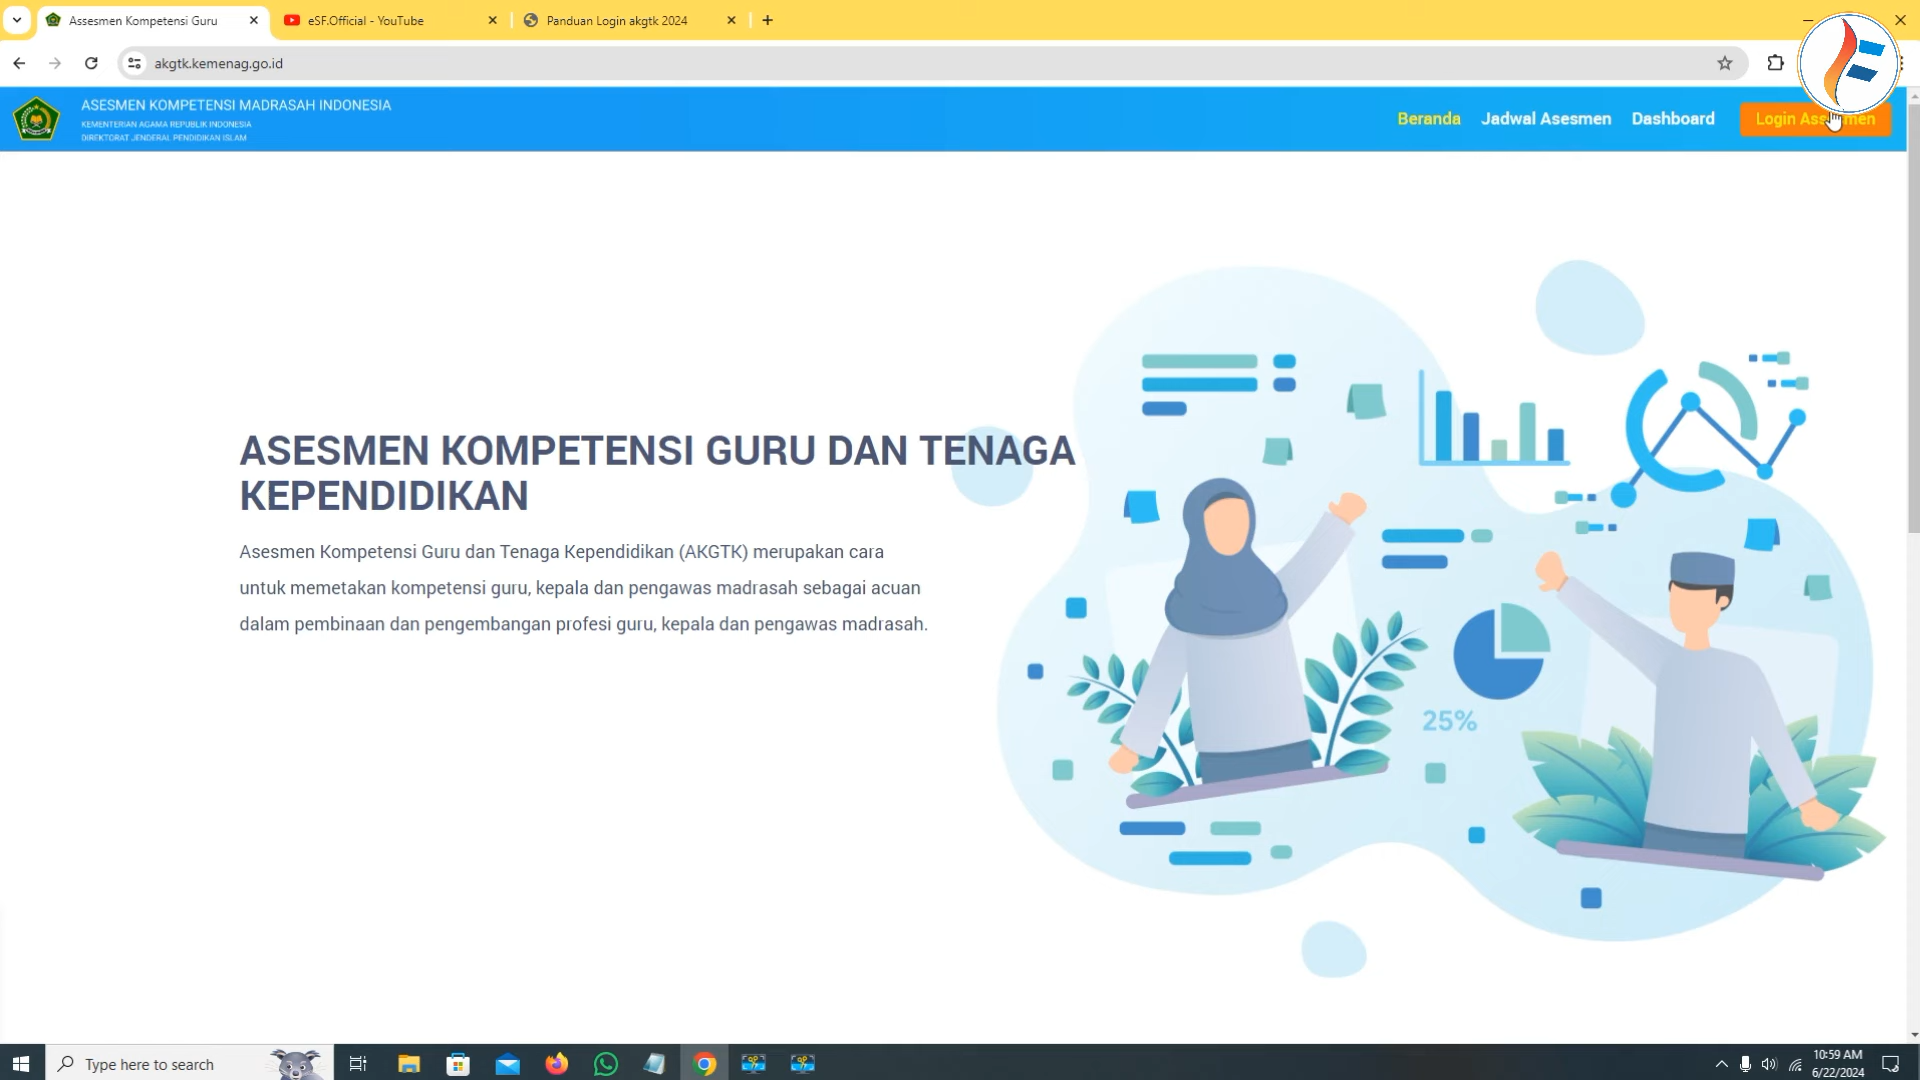 Asesmen Kompetensi Guru
eSF.Official - YouTube
Panduan Login akgtk 2024
akgtk.kemenag.go.id
ASESMEN KOMPETENSI MADRASAH INDONESIA
KEMENTERIAN AGAMA REPUBLIK INDONESIA
DIREKTORAT JENDERAL PENDIDIKAN ISLAM
Beranda
Jadwal Asesmen
Dashboard
Login Asesmen
ASESMEN KOMPETENSI GURU DAN TENAGA
KEPENDIDIKAN
Asesmen Kompetensi Guru dan Tenaga Kependidikan (AKGTK) merupakan cara
untuk memetakan kompetensi guru, kepala dan pengawas madrasah sebagai acuan
dalam pembinaan dan pengembangan profesi guru, kepala dan pengawas madrasah.
25%
Type here to search
10:59 AM
6/22/2024